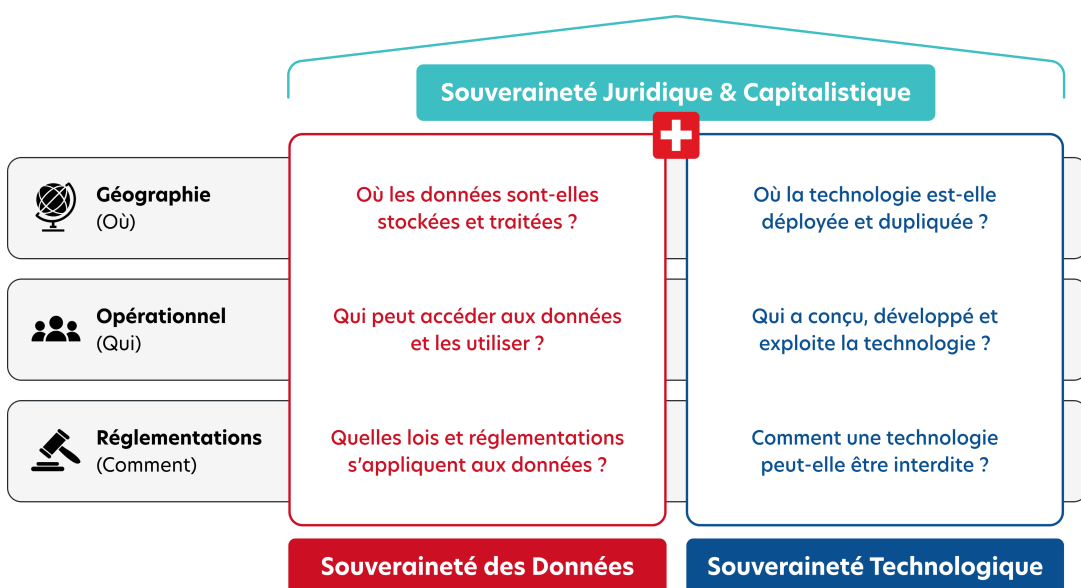 Souveraineté Juridique & Capitalistique
Géographie
(Où)
Où les données sont-elles
stockées et traitées ?
Où la technologie est-elle
déployée et dupliquée ?
Opérationnel
(Qui)
Qui peut accéder aux données
et les utiliser ?
Qui a conçu, développé et
exploite la technologie ?
Réglementations
(Comment)
Quelles lois et réglementations
s’appliquent aux données ?
Comment une technologie
peut-elle être interdite ?
Souveraineté des Données
Souveraineté Technologique